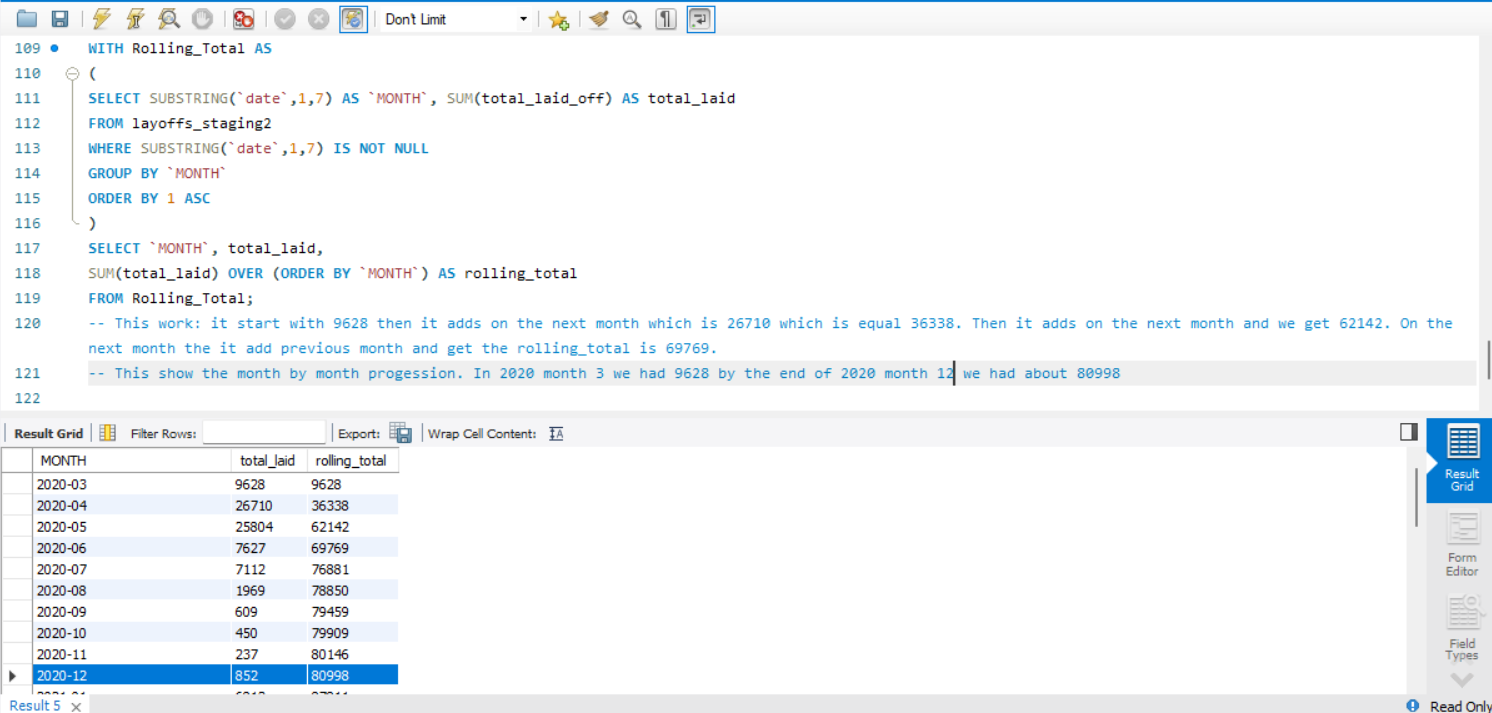 Don't Limit
109 WITH Rolling_Total AS
110 (
111 SELECT SUBSTRING(`date`,1,7) AS `MONTH`, SUM(total_laid_off) AS total_laid
112 FROM layoffs_staging2
113 WHERE SUBSTRING(`date`,1,7) IS NOT NULL
114 GROUP BY `MONTH`
115 ORDER BY 1 ASC
116 )
117 SELECT `MONTH`, total_laid,
118 SUM(total_laid) OVER (ORDER BY `MONTH`) AS rolling_total
119 FROM Rolling_Total;
120 -- This work: it start with 9628 then it adds on the next month which is 26710 which is equal 36338. Then it adds on the next month and we get 62142. On the
next month the it add previous month and get the rolling_total is 69769.
121 -- This show the month by month progession. In 2020 month 3 we had 9628 by the end of 2020 month 12 we had about 80998
122
Result Grid Filter Rows: Export: Wrap Cell Content:
MONTH total_laid rolling_total
2020-03 9628 9628
2020-04 26710 36338
2020-05 25804 62142
2020-06 7627 69769
2020-07 7112 76881
2020-08 1969 78850
2020-09 609 79459
2020-10 450 79909
2020-11 237 80146
2020-12 852 80998
Result
Grid
Form
Editor
Field
Types
Result 5
Read Only